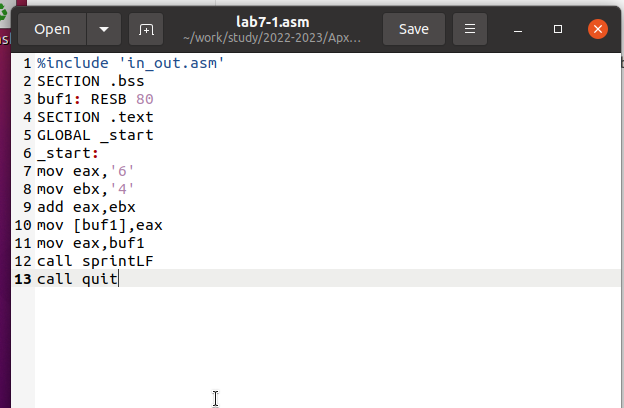 Open
lab7-1.asm
~/work/study/2022-2023/Apx...
Save
1 %include 'in_out.asm'
2 SECTION .bss
3 buf1: RESB 80
4 SECTION .text
5 GLOBAL _start
6 _start:
7 mov eax,'6'
8 mov ebx,'4'
9 add eax,ebx
10 mov [buf1],eax
11 mov eax,buf1
12 call sprintLF
13 call quit